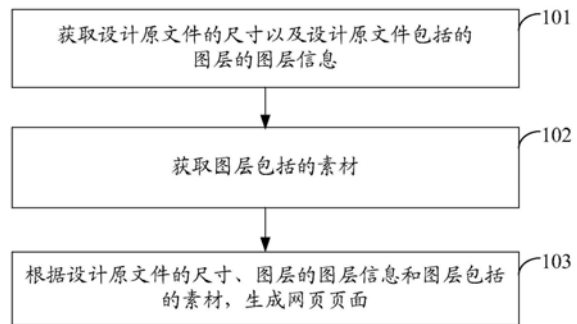 获取设计原文件的尺寸以及设计原文件包括的
图层的图层信息
101
获取图层包括的素材
102
根据设计原文件的尺寸、图层的图层信息和图层包括
的素材，生成网页页面
103